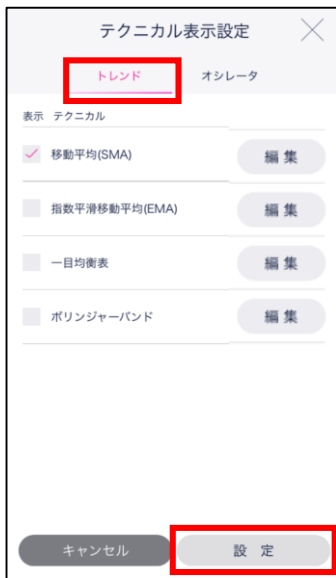 テクニカル表示設定
トレンド オシレータ
表示 テクニカル
移動平均(SMA) 編集
指数平滑移動平均(EMA) 編集
一目均衡表 編集
ボリンジャーバンド 編集
キャンセル 設 定